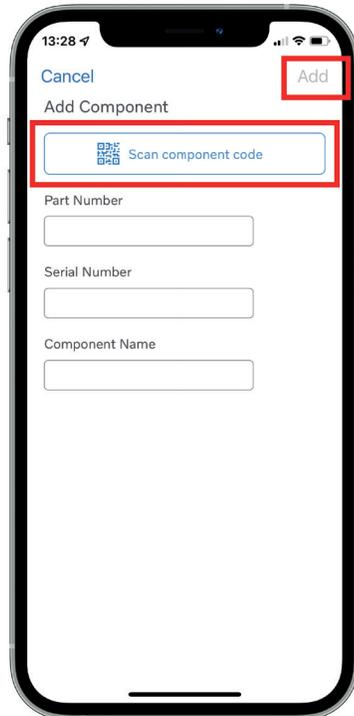 13:28
Cancel
Add
Add Component
Scan component code
Part Number
Serial Number
Component Name